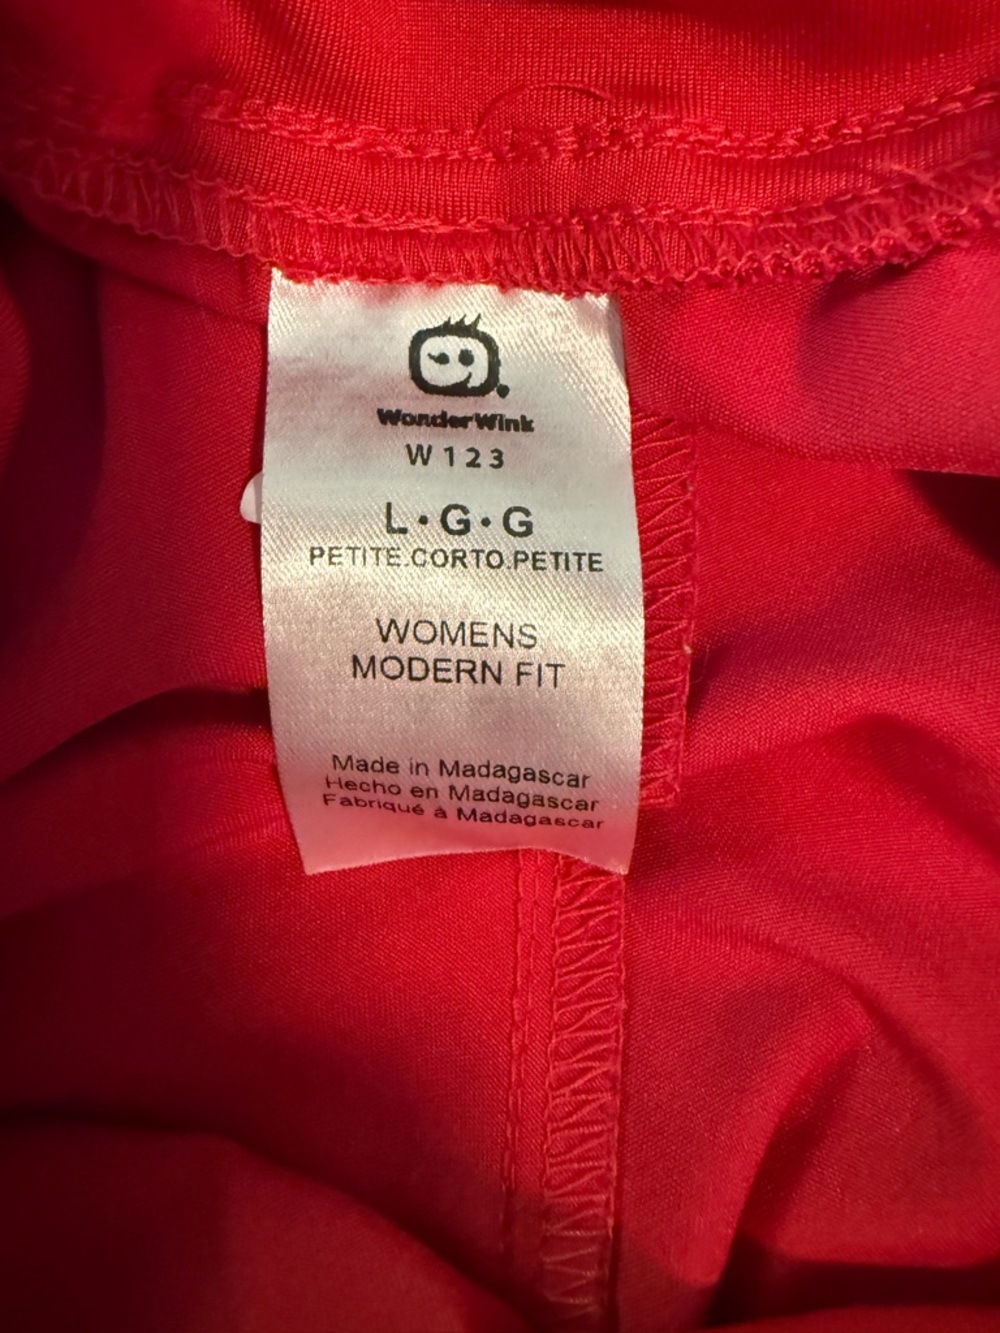 WonderWink
W123
L•G•G
PETITE.CORTO.PETITE
WOMENS
MODERN FIT
Made in Madagascar
Hecho en Madagascar
Fabriqué à Madagascar